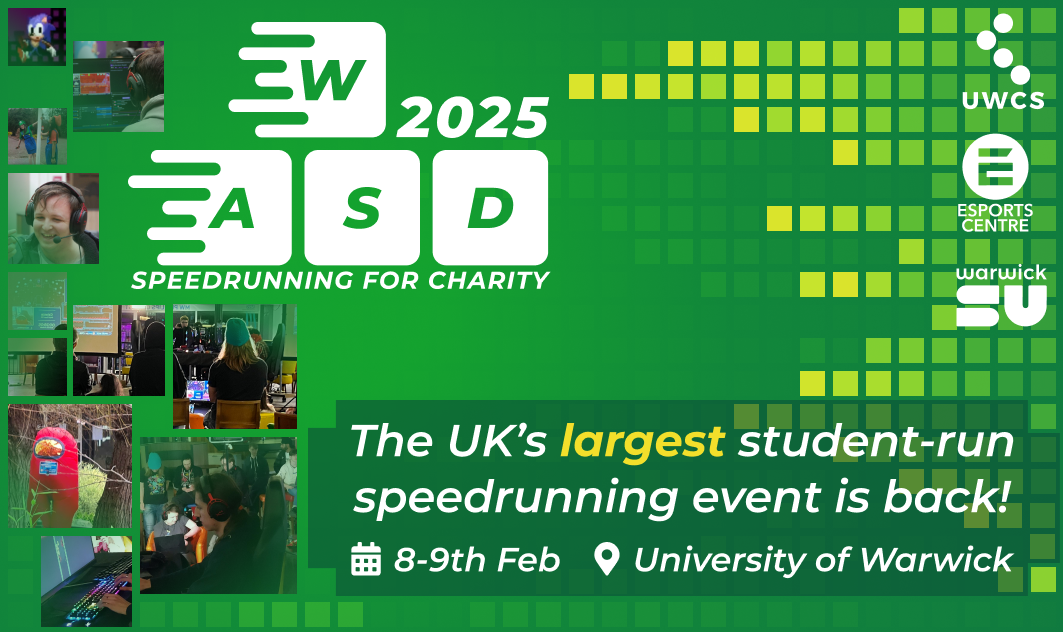 W
2025
A S D
SPEEDRUNNING FOR CHARITY
UWCS
ESPORTS
CENTRE
warwick
SU
The UK's largest student-run
speedrunning event is back!
8-9th Feb
University of Warwick